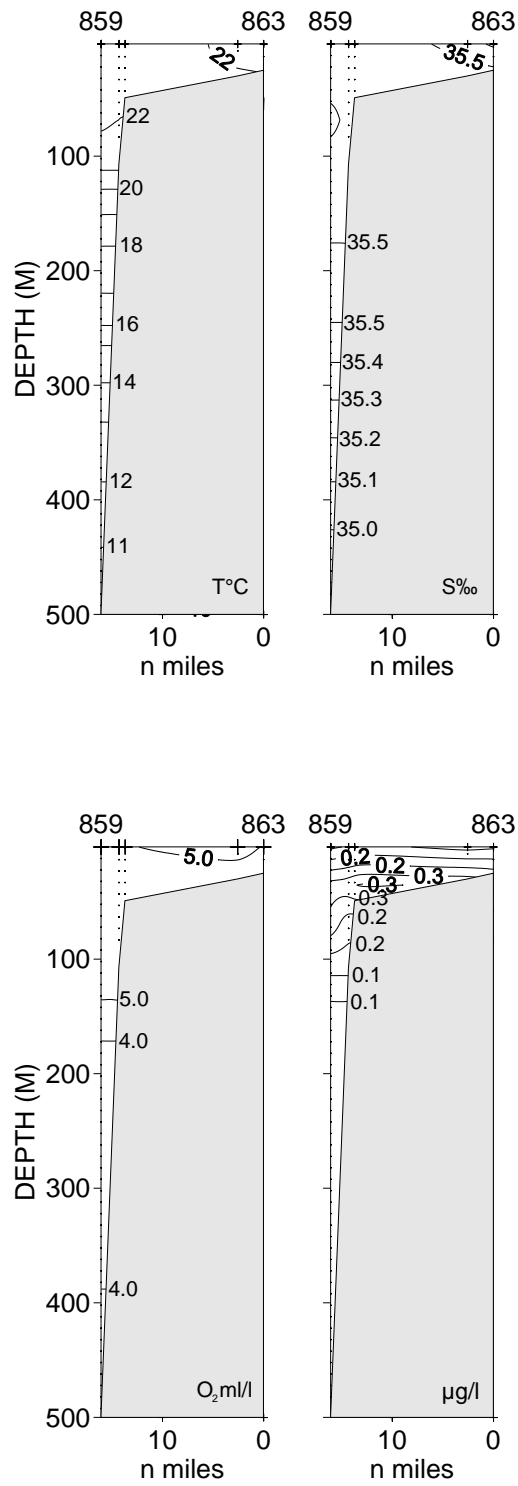 859 863 859 863
22 35.5
22
100
20
18 35.5
200
DEPTH (M)
16 35.5
35.4
14 35.3
300
35.2
12 35.1
400
35.0
11
T°C S‰
500
10 0 10 0
n miles n miles
859 863 859 863
5.0 0.2 0.2
0.3 0.3
0.3
0.2
0.2
100
0.1
5.0 0.1
4.0
200
DEPTH (M)
300
4.0
400
O₂ml/l µg/l
500
10 0 10 0
n miles n miles